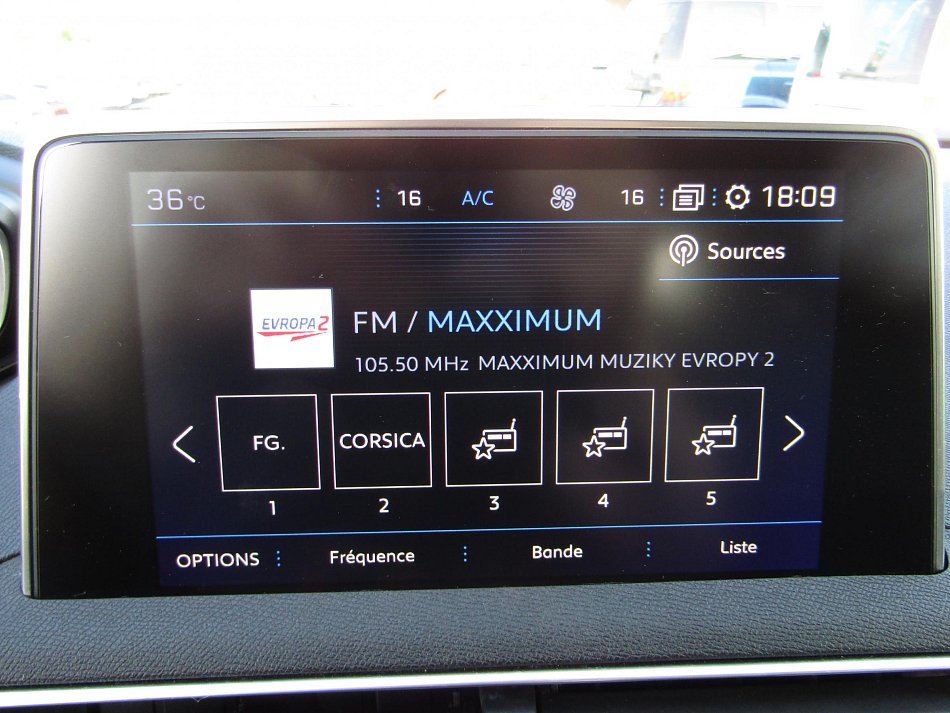 36°C 16 A/C 16 18:09
Sources
EVROPA 2
FM / MAXXIMUM
105.50 MHz MAXXIMUM MUZIKY EVROPY 2
FG. CORSICA
1 2 3 4 5
OPTIONS Fréquence Bande Liste